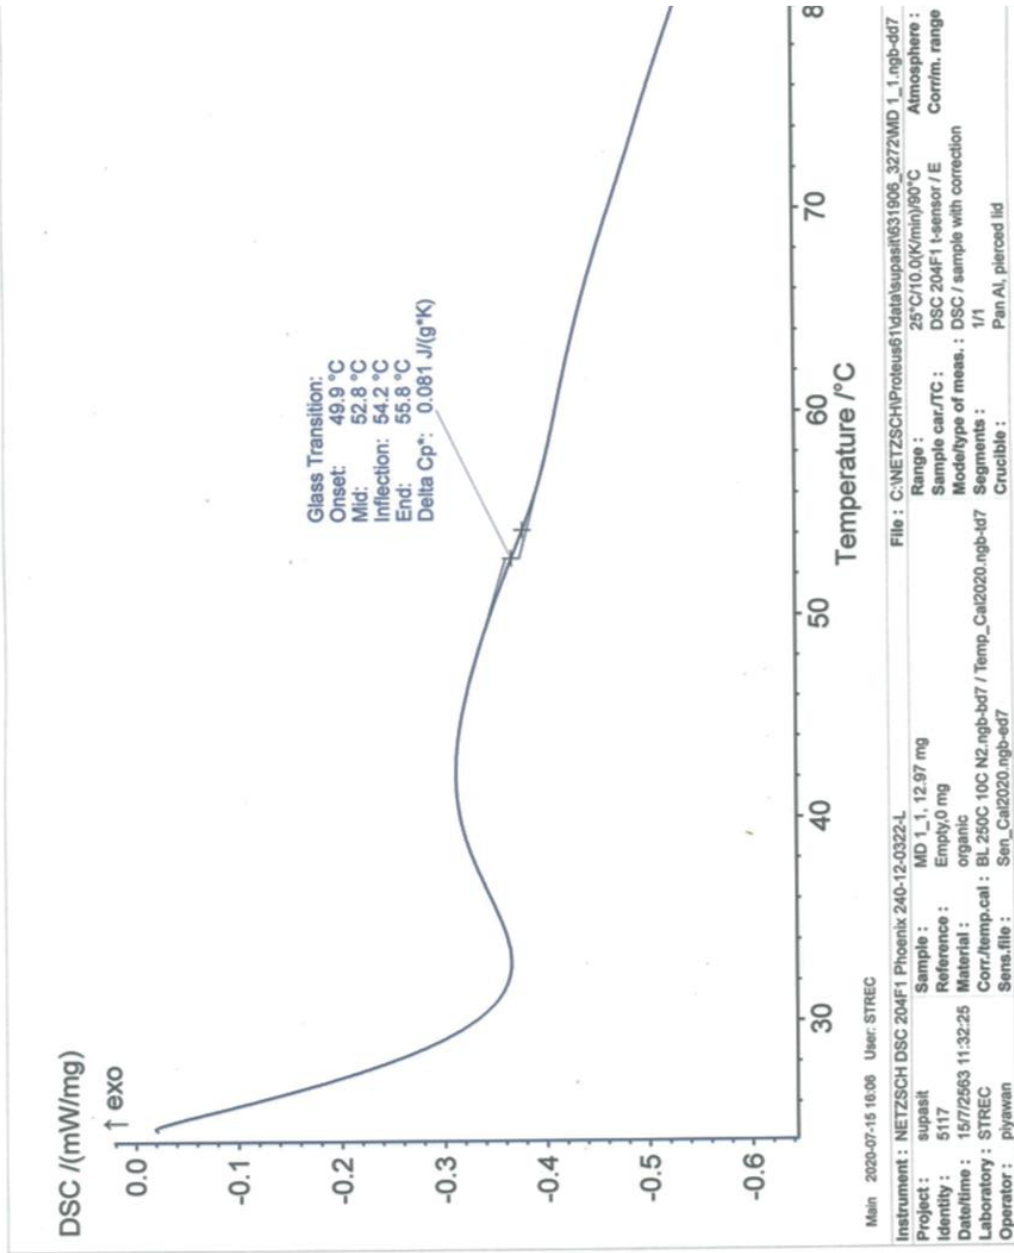 DSC /(mW/mg)
↑ exo
0.0
-0.1
-0.2
-0.3
-0.4
-0.5
-0.6
Glass Transition:
Onset: 49.9 °C
Mid: 52.8 °C
Inflection: 54.2 °C
End: 55.8 °C
Delta Cp*: 0.081 J/(g*K)
30 40 50 60 70 8
Temperature /°C
Main 2020-07-15 16:06 User: STREC
Instrument : NETZSCH DSC 204F1 Phoenix 240-12-0322-L File : C:\NETZSCH\Proteus61\data\supasit\631906_3272\MD 1_1.ngb-dd7
Project : supasit Sample : MD 1_1, 12.97 mg Range : 25°C/10.0(K/min)/90°C Atmosphere :
Identity : 5117 Reference : Empty,0 mg Sample car./TC : DSC 204F1 t-sensor / E Corr/m. range
Date/time : 15/7/2563 11:32:25 Material : organic Mode/type of meas. : DSC / sample with correction
Laboratory : STREC Corr./temp.cal : BL 250C 10C N2.ngb-bd7 / Temp_Cal2020.ngb-td7 Segments : 1/1
Operator : piyawan Sens.file : Sen_Cal2020.ngb-ed7 Crucible : Pan Al, pierced lid